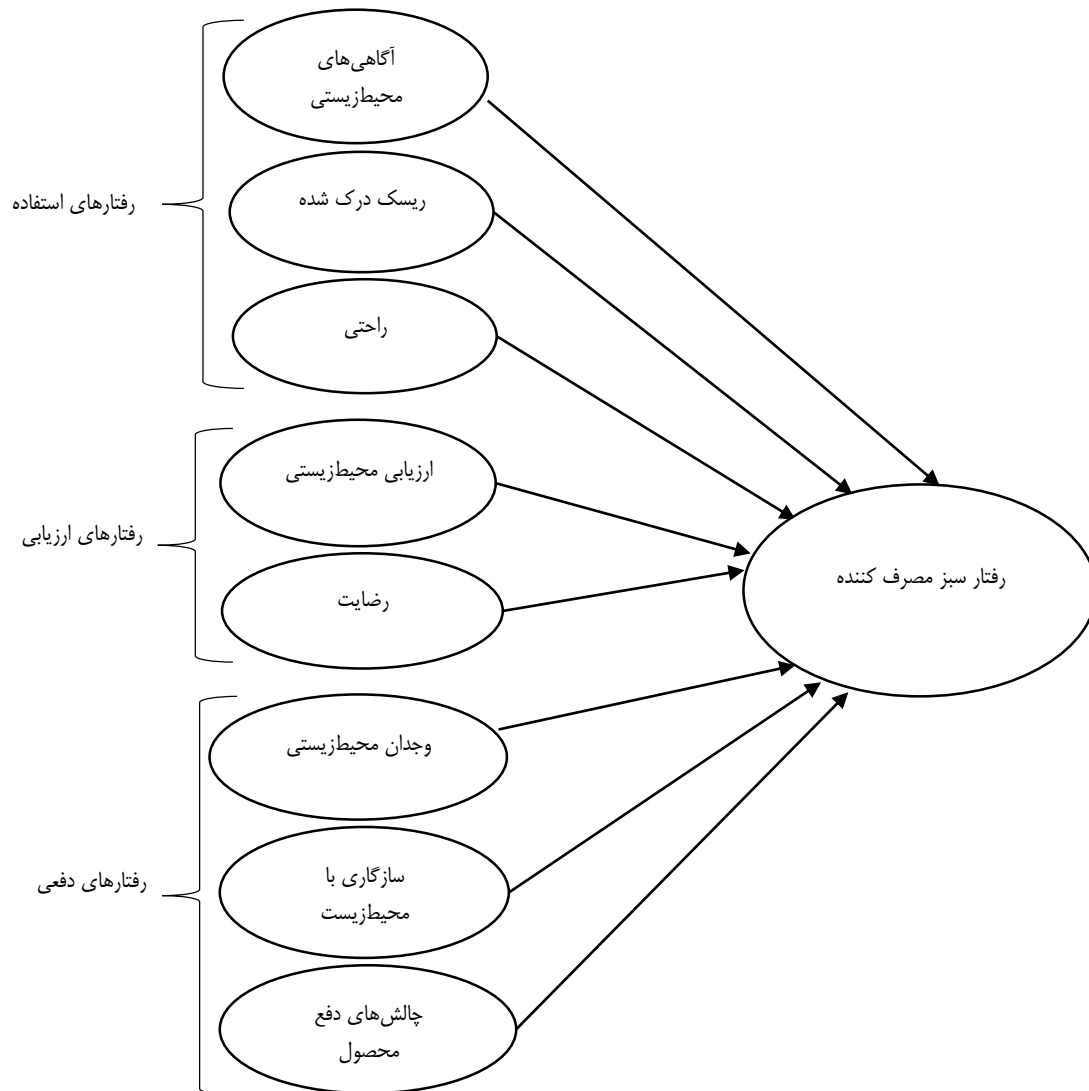 آگاهی‌های
محیط‌زیستی
ریسک درک شده
رفتارهای استفاده
راحتی
ارزیابی محیط‌زیستی
رفتارهای ارزیابی
رضایت
رفتار سبز مصرف کننده
وجدان محیط‌زیستی
سازگاری با
محیط‌زیست
رفتارهای دفعی
چالش‌های دفع
محصول